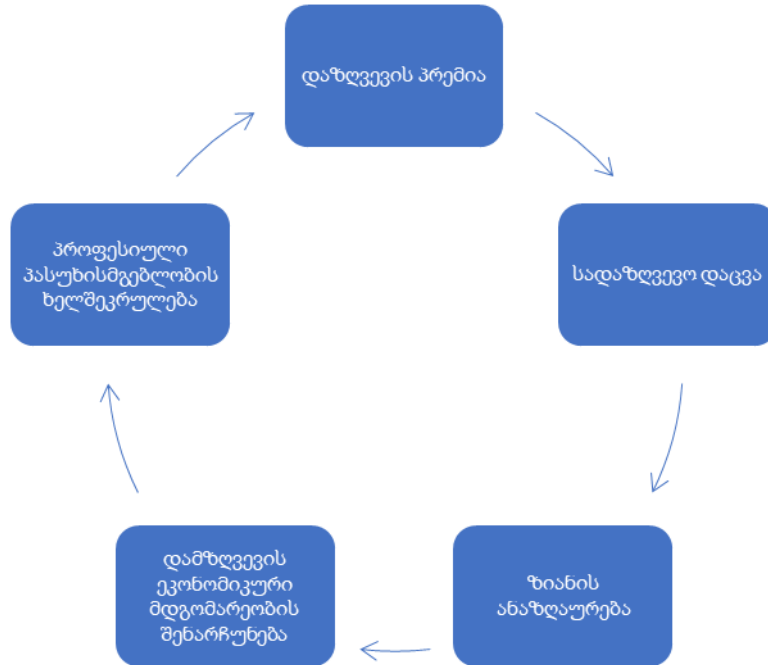 დაზღვევის პრემია
სადაზღვევო დაცვა
ზიანის
ანაზღაურება
დამზღვევის
ეკონომიკური
მდგომარეობის
შენარჩუნება
პროფესიული
პასუხისმგებლობის
ხელშეკრულება